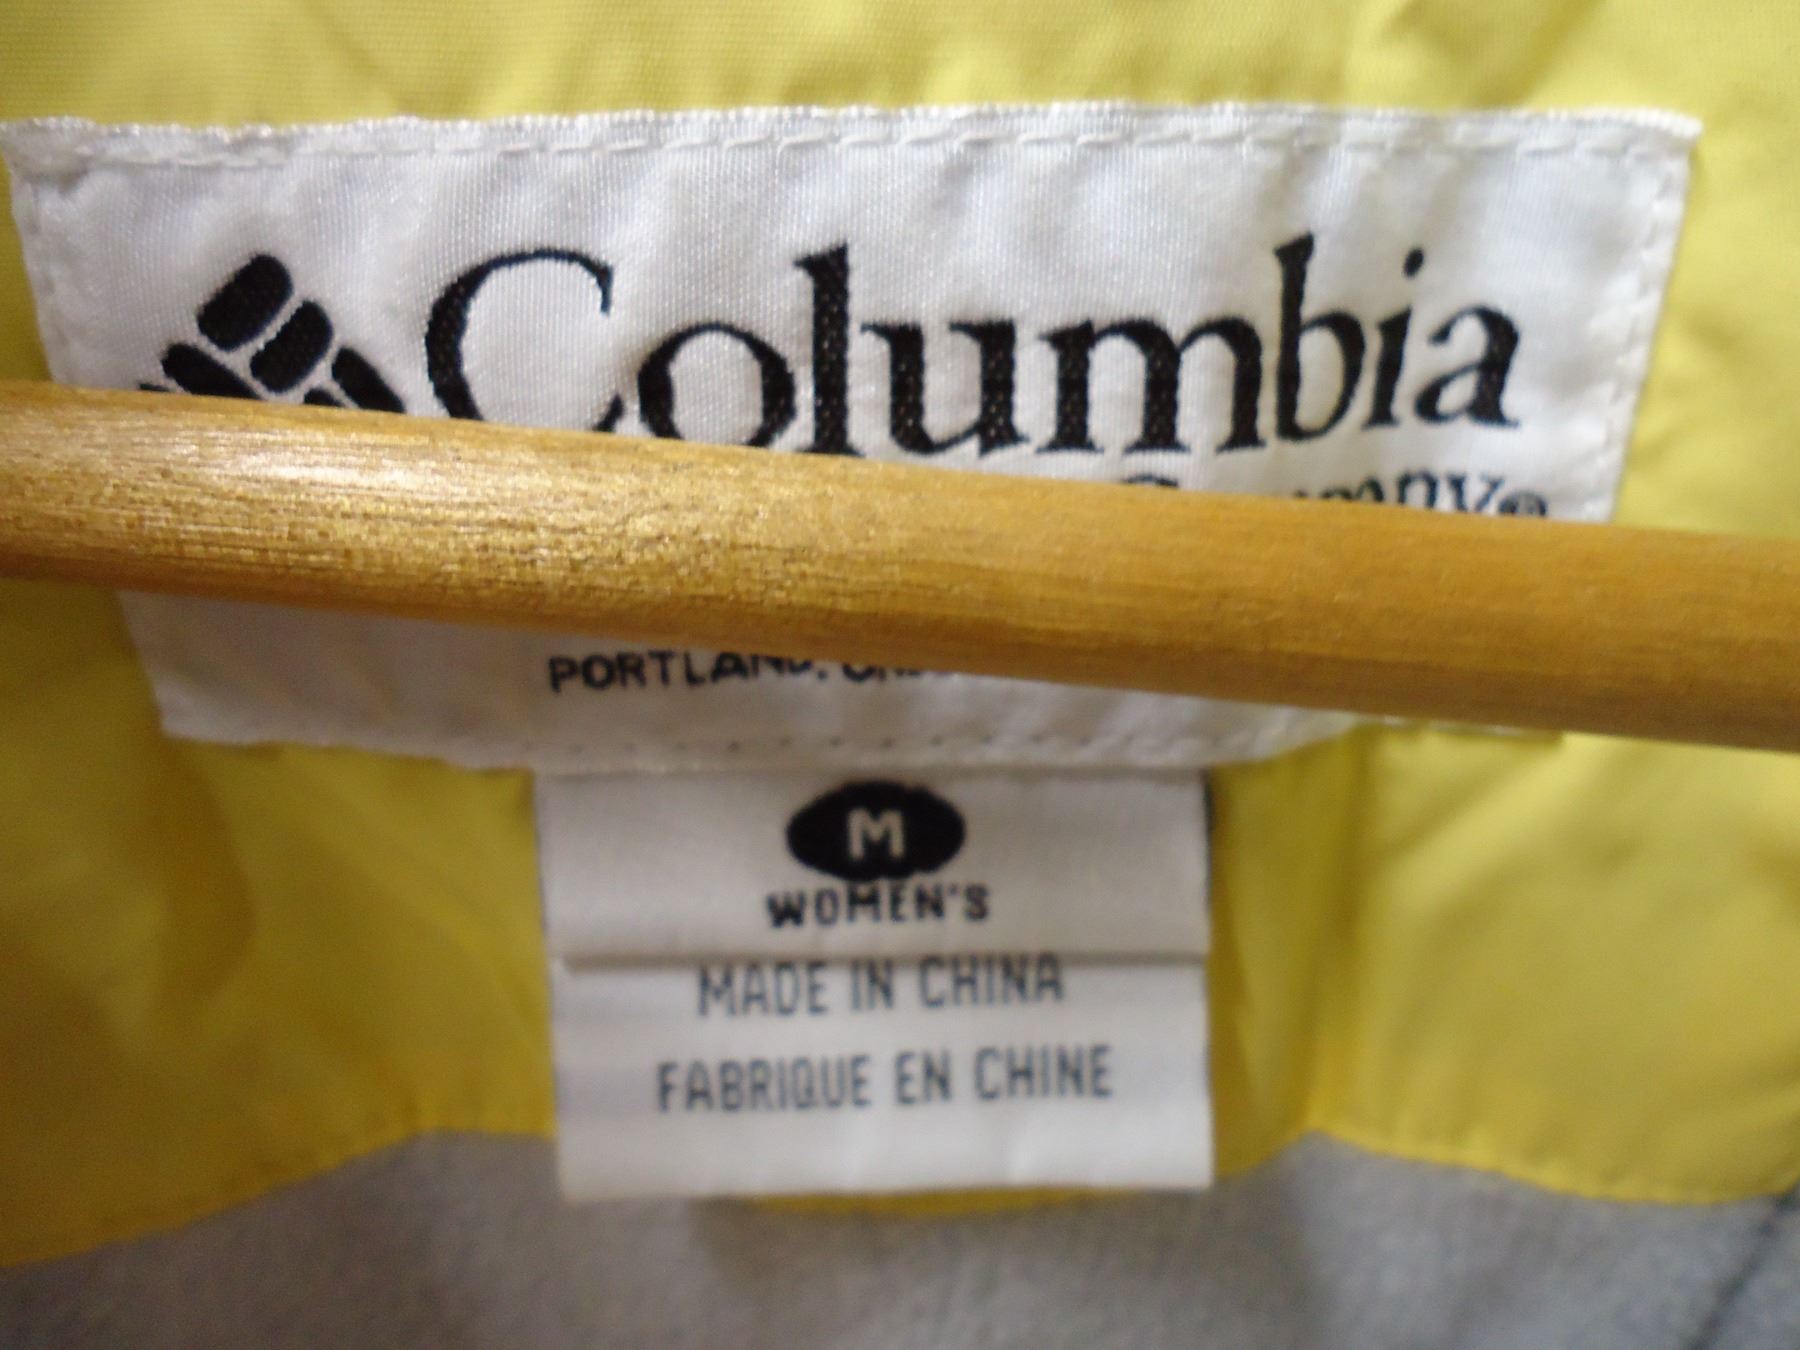 Columbia
PORTLAND,
M
WOMEN'S
MADE IN CHINA
FABRIQUE EN CHINE